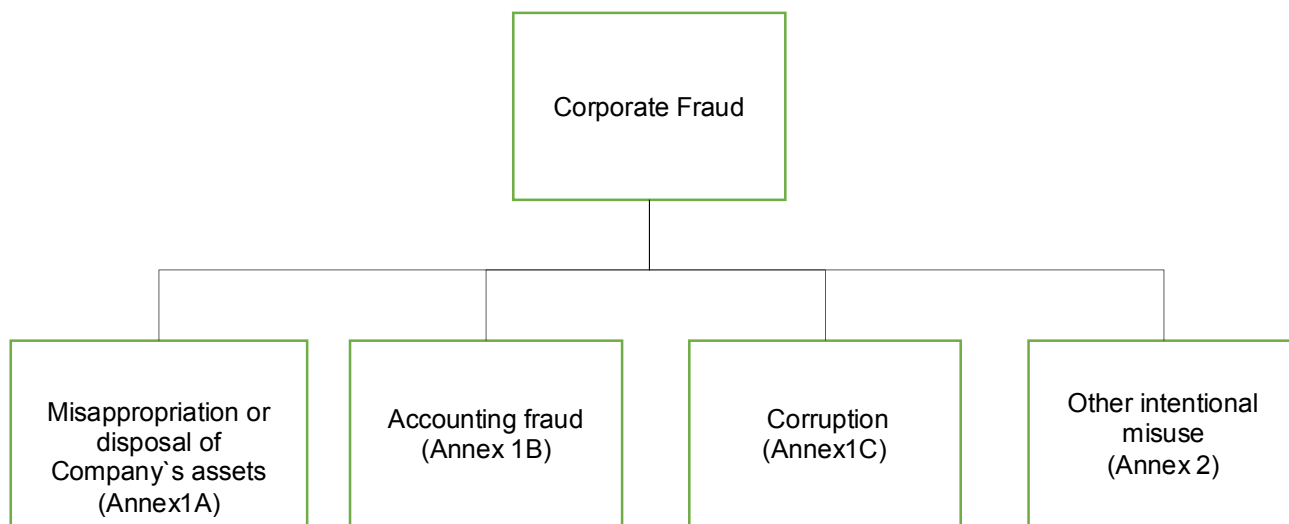 Corporate Fraud
Misappropriation or
disposal of
Company`s assets
(Annex1A)
Accounting fraud
(Annex 1B)
Corruption
(Annex1C)
Other intentional
misuse
(Annex 2)